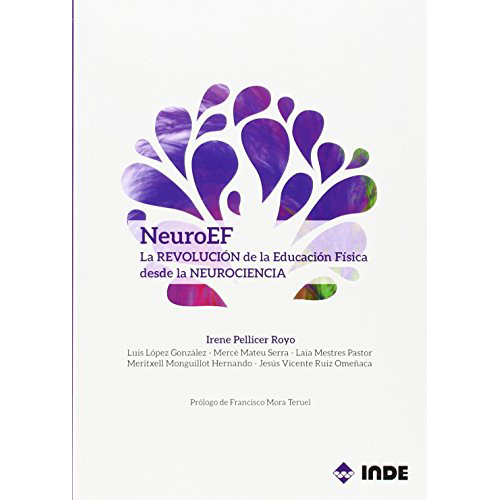 NeuroEF
La REVOLUCIÓN de la Educación Física
desde la NEUROCIENCIA
Irene Pellicer Royo
Luis López González - Mercé Mateu Serra - Laia Mestres Pastor
Meritxell Monguillot Hernando - Jesús Vicente Ruiz Omeñaca
Prólogo de Francisco Mora Teruel
INDE